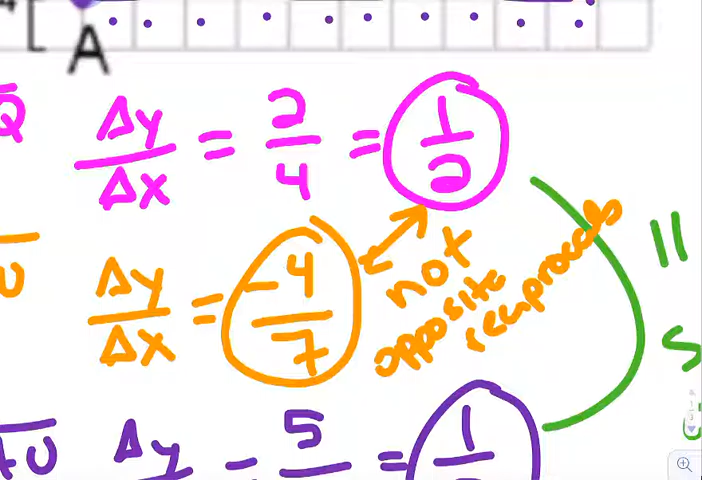 A
Q Δy/Δx = 2/4 = 1/2
U Δy/Δx = -4/7
not
opposite
reciprocals
||
S
U Δy = 5 = 1